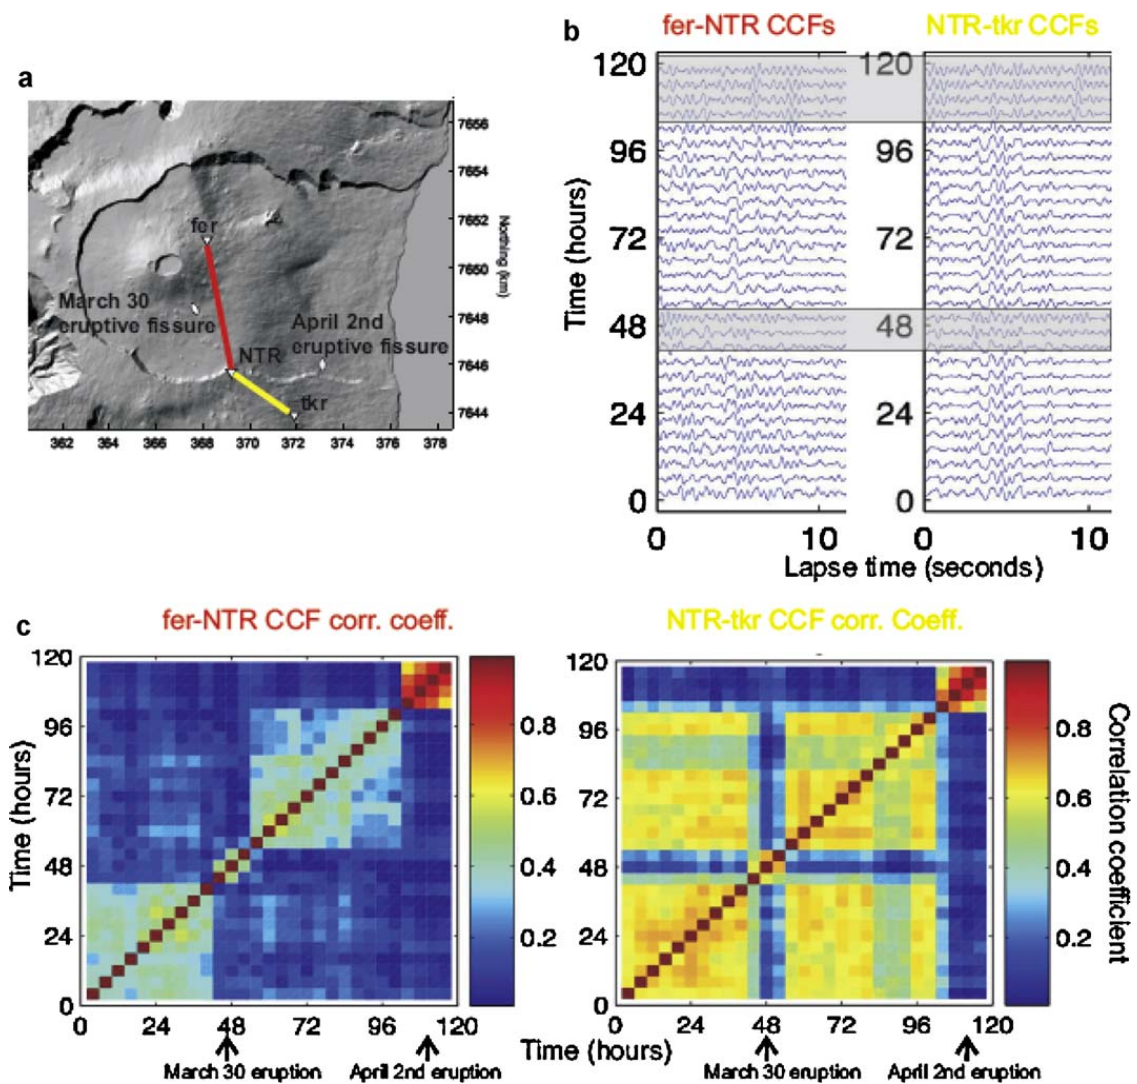 a
fer
March 30
eruptive fissure
April 2nd
eruptive fissure
NTR
tkr
7656
7654
7652
7650
7648
7646
7644
Northing (km)
362 364 366 368 370 372 374 376 378
b
fer-NTR CCFs NTR-tkr CCFs
120 120
96 96
72 72
48 48
24 24
0 0
Time (hours)
0 10 0 10
Lapse time (seconds)
c
fer-NTR CCF corr. coeff. NTR-tkr CCF corr. Coeff.
120
96
72
48
24
0
Time (hours)
0 24 48 72 96 120
0.8
0.6
0.4
0.2
March 30 eruption April 2nd eruption
Time (hours)
120
96
72
48
24
0
0 24 48 72 96 120
0.8
0.6
0.4
0.2
Correlation coefficient
March 30 eruption April 2nd eruption